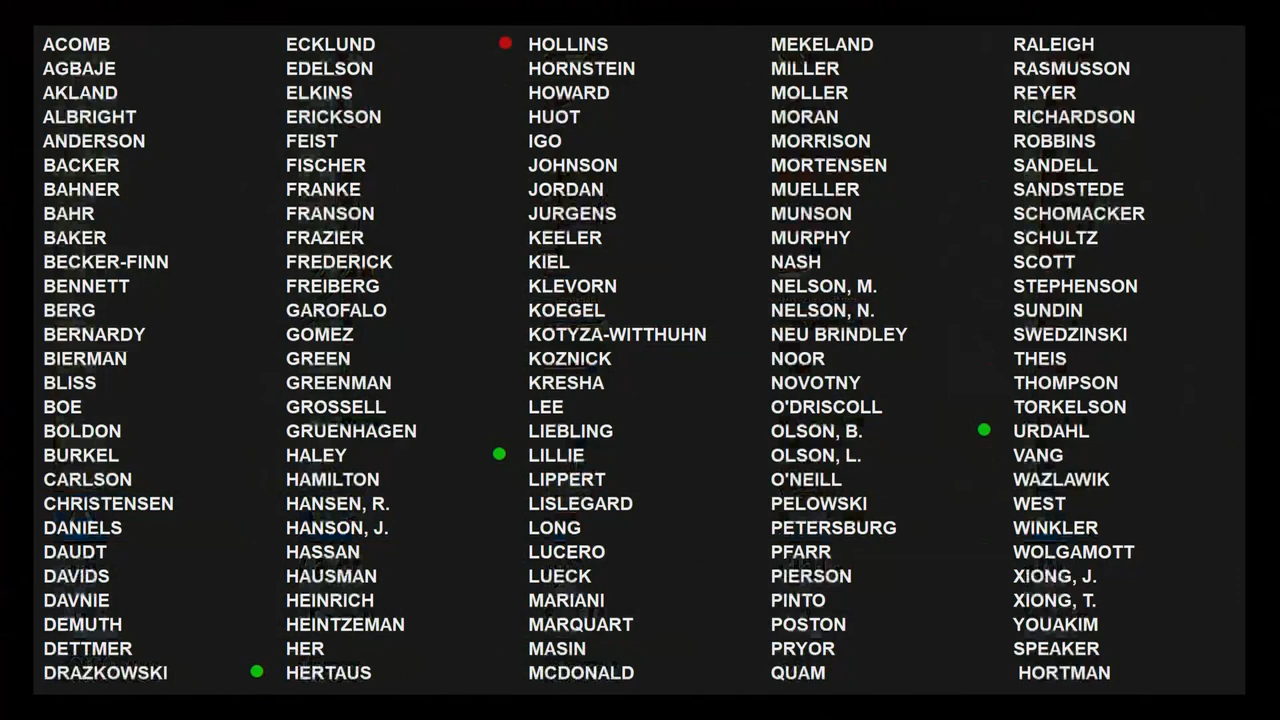 ACOMB
AGBAJE
AKLAND
ALBRIGHT
ANDERSON
BACKER
BAHNER
BAHR
BAKER
BECKER-FINN
BENNETT
BERG
BERNARDY
BIERMAN
BLISS
BOE
BOLDON
BURKEL
CARLSON
CHRISTENSEN
DANIELS
DAUDT
DAVIDS
DAVNIE
DEMUTH
DETTMER
DRAZKOWSKI
ECKLUND
EDELSON
ELKINS
ERICKSON
FEIST
FISCHER
FRANKE
FRANSON
FRAZIER
FREDERICK
FREIBERG
GAROFALO
GOMEZ
GREEN
GREENMAN
GROSSELL
GRUENHAGEN
HALEY
HAMILTON
HANSEN, R.
HANSON, J.
HASSAN
HAUSMAN
HEINRICH
HEINTZEMAN
HER
HERTAUS
HOLLINS
HORNSTEIN
HOWARD
HUOT
IGO
JOHNSON
JORDAN
JURGENS
KEELER
KIEL
KLEVORN
KOEGEL
KOTYZA-WITTHUHN
KOZNICK
KRESHA
LEE
LIEBLING
LILLIE
LIPPERT
LISLEGARD
LONG
LUCERO
LUECK
MARIANI
MARQUART
MASIN
MCDONALD
MEKELAND
MILLER
MOLLER
MORAN
MORRISON
MORTENSEN
MUELLER
MUNSON
MURPHY
NASH
NELSON, M.
NELSON, N.
NEU BRINDLEY
NOOR
NOVOTNY
O'DRISCOLL
OLSON, B.
OLSON, L.
O'NEILL
PELOWSKI
PETERSBURG
PFARR
PIERSON
PINTO
POSTON
PRYOR
QUAM
RALEIGH
RASMUSSON
REYER
RICHARDSON
ROBBINS
SANDELL
SANDSTEDE
SCHOMACKER
SCHULTZ
SCOTT
STEPHENSON
SUNDIN
SWEDZINSKI
THEIS
THOMPSON
TORKELSON
URDAHL
VANG
WAZLAWIK
WEST
WINKLER
WOLGAMOTT
XIONG, J.
XIONG, T.
YOUAKIM
SPEAKER
HORTMAN